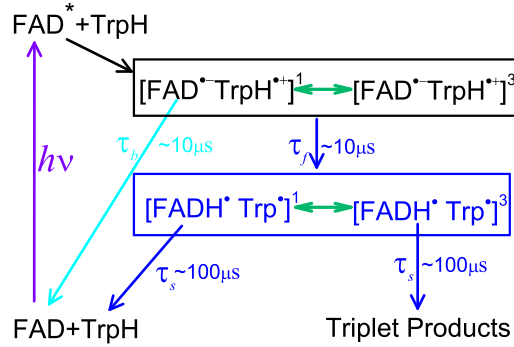 FAD*+TrpH
[FAD•−TrpH•+]¹ [FAD•−TrpH•+]³
τb ~10μs
τf ~10μs
hν
[FADH• Trp•]¹ [FADH• Trp•]³
τs ~100μs
τs ~100μs
FAD+TrpH
Triplet Products